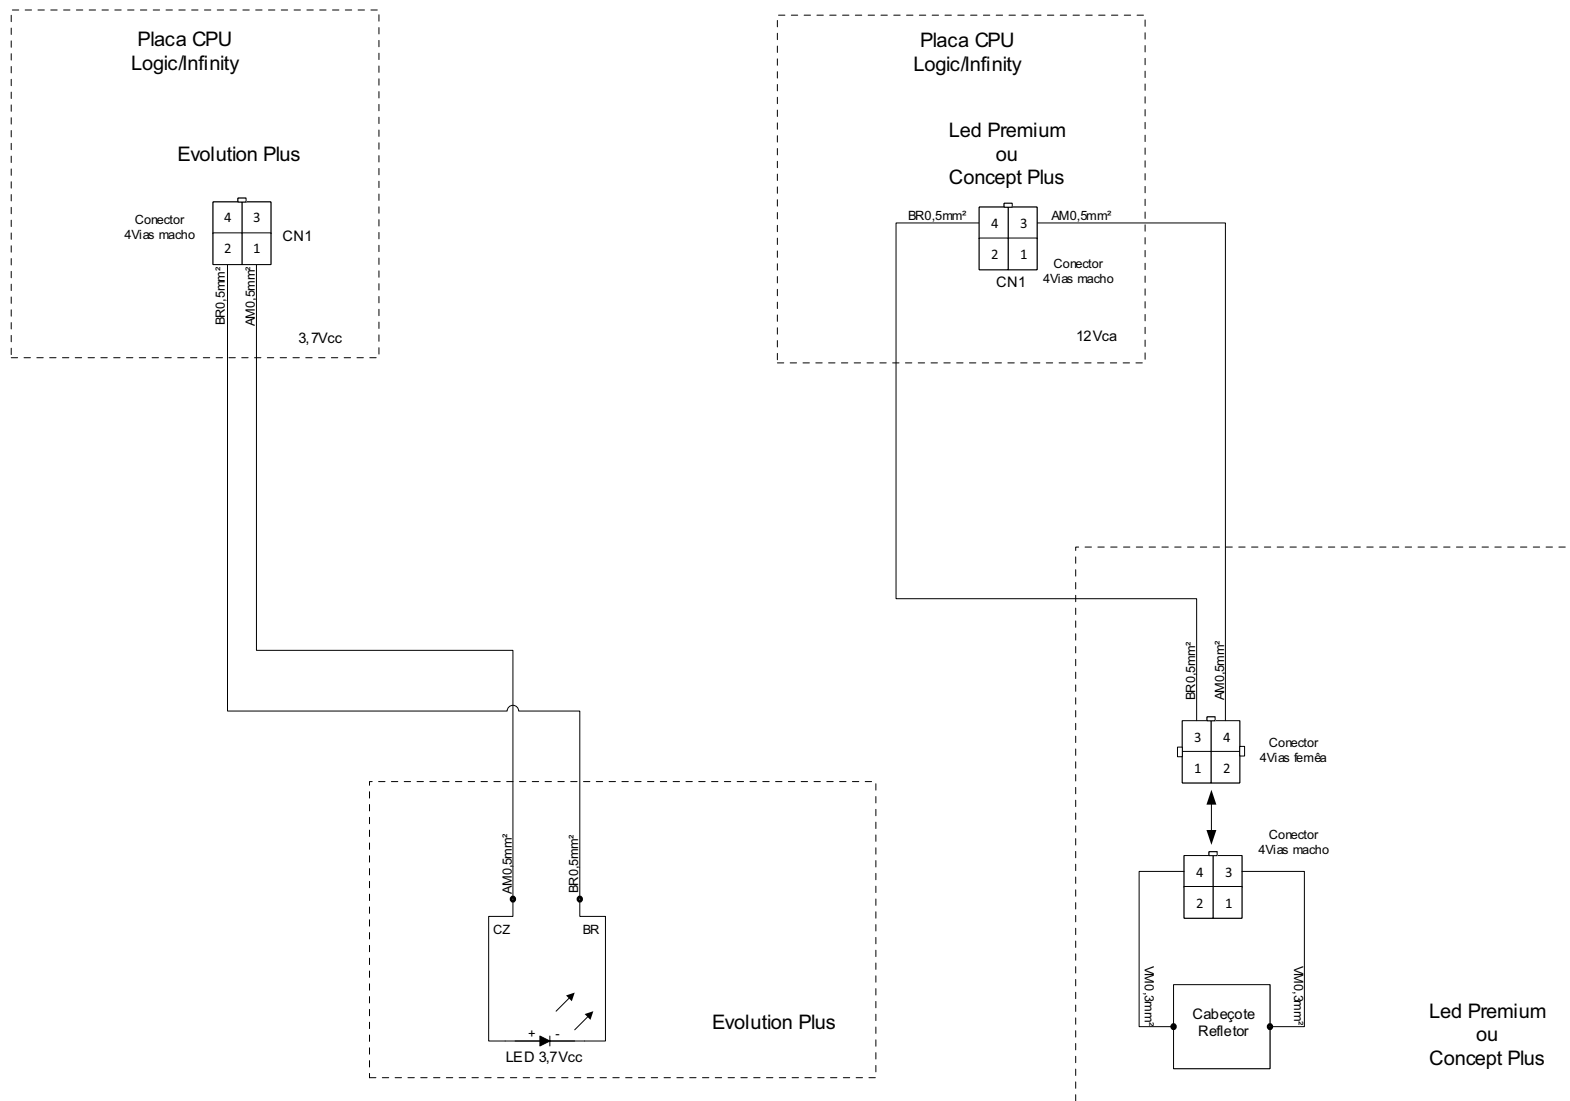 Placa CPU
Logic/Infinity
Evolution Plus
Conector
4Vias macho
4
3
2
1
CN1
BR0,5mm²
AM0,5mm²
3,7Vcc
Placa CPU
Logic/Infinity
Led Premium
ou
Concept Plus
BR0,5mm²
4
3
AM0,5mm²
2
1
CN1
Conector
4Vias macho
12Vca
BR0,5mm²
AM0,5mm²
3
4
1
2
Conector
4Vias femêa
Conector
4Vias macho
4
3
2
1
VM0,3mm²
VM0,3mm²
Cabeçote
Refletor
Led Premium
ou
Concept Plus
AM0,5mm²
BR0,5mm²
CZ
BR
+
-
LED 3,7Vcc
Evolution Plus